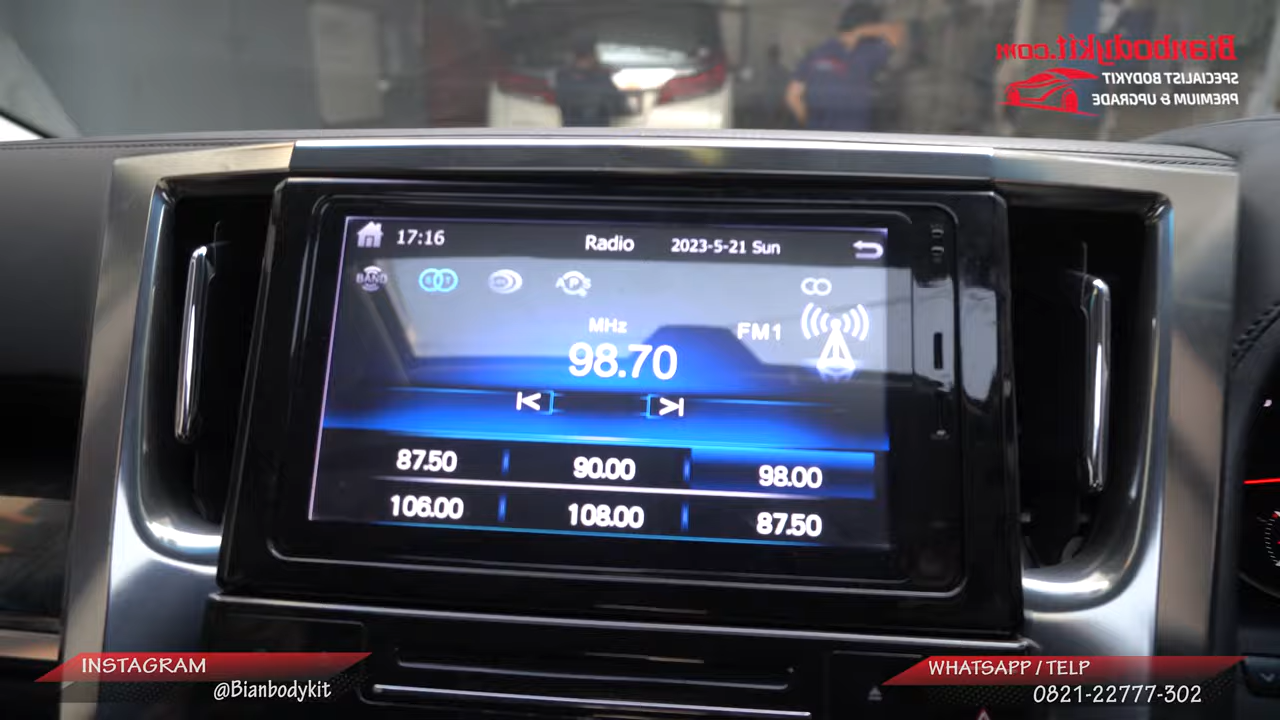 Bianbodykit.com
SPECIALIST BODYKIT
PREMIUM & UPGRADE
17:16
Radio
2023-5-21 Sun
BAND
APS
MHz
FM1
98.70
87.50
90.00
98.00
106.00
108.00
87.50
INSTAGRAM
@Bianbodykit
WHATSAPP / TELP
0821-22777-302